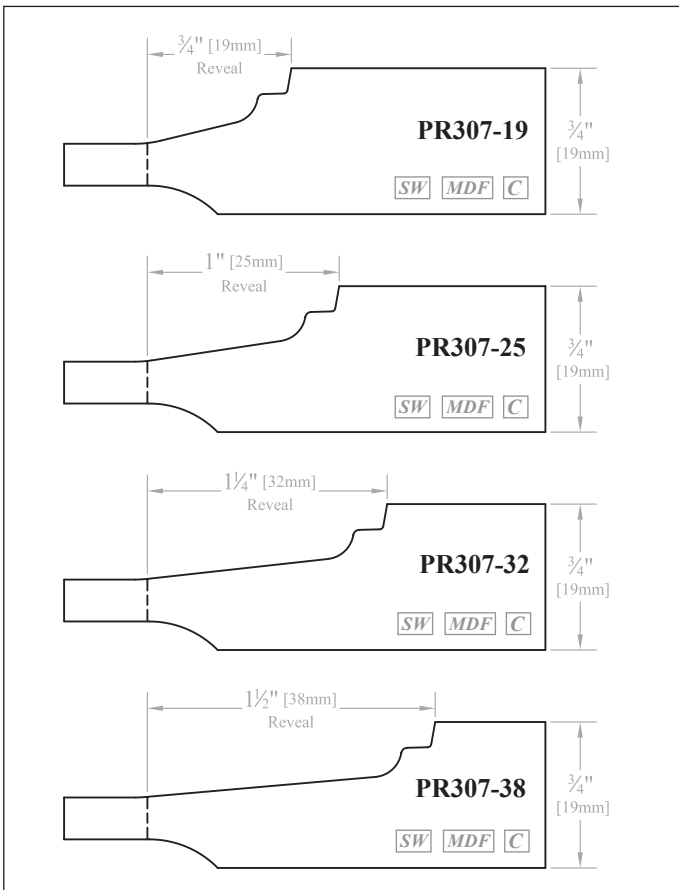 ¾" [19mm]
Reveal
PR307-19
¾"
[19mm]
SW MDF C
1" [25mm]
Reveal
PR307-25
¾"
[19mm]
SW MDF C
1¼" [32mm]
Reveal
PR307-32
¾"
[19mm]
SW MDF C
1½" [38mm]
Reveal
PR307-38
¾"
[19mm]
SW MDF C